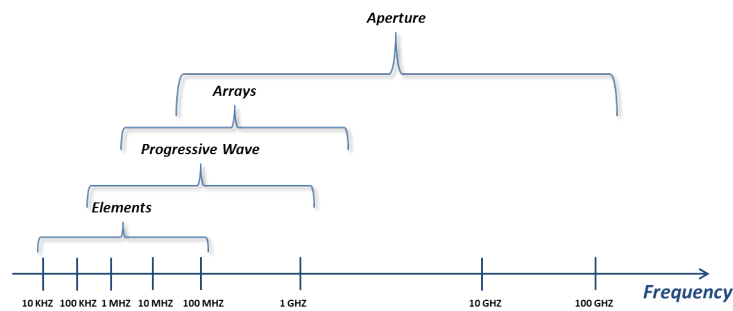 Aperture
Arrays
Progressive Wave
Elements
10 KHZ 100 KHZ 1 MHZ 10 MHZ 100 MHZ 1 GHZ 10 GHZ 100 GHZ
Frequency